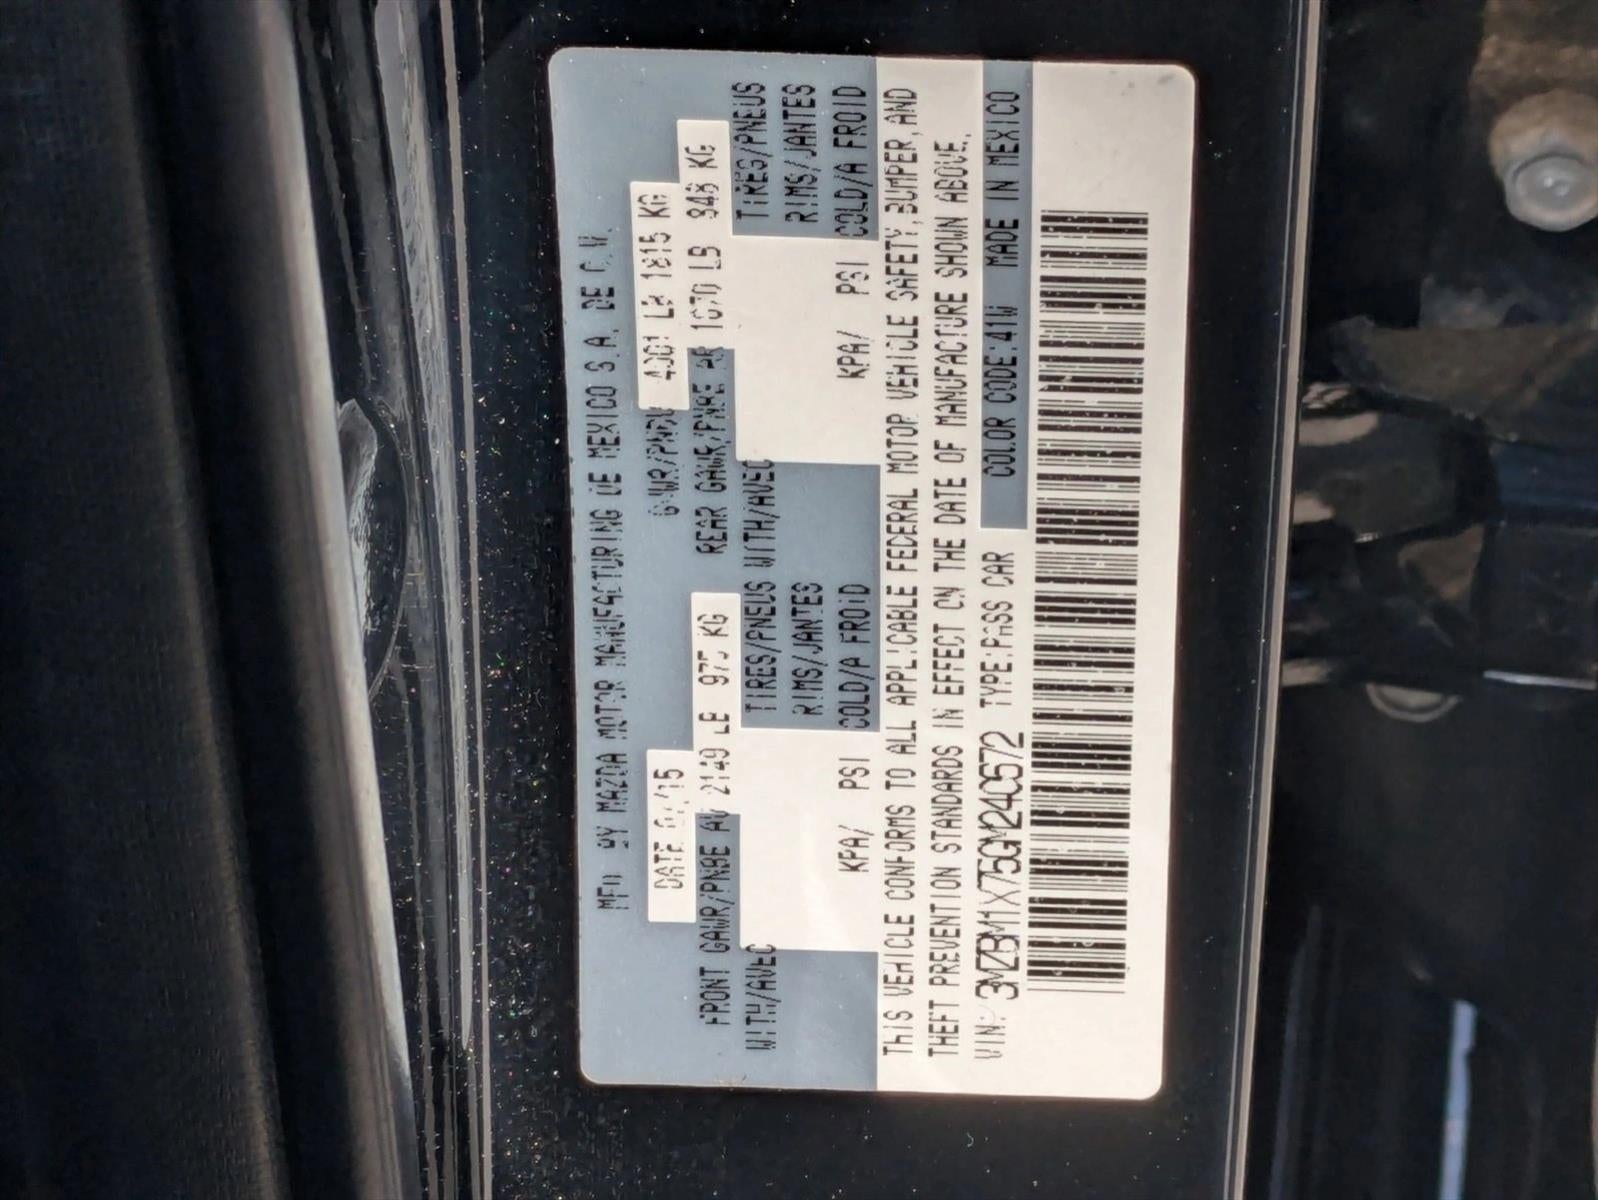 MFD BY MAZDA MOTOR MANUFACTURING DE MEXICO S.A. DE C.V.
DATE GVWR/PNBV 4001 LB 1815 KG
FRONT GAWR/PNBE AV 2149 LB 975 KG REAR GAWR/PNBE AR 1870 LB 848 KG
WITH/AVEC TIRES/PNEUS WITH/AVEC TIRES/PNEUS
RIMS/JANTES RIMS/JANTES
KPA/ PSI COLD/A FROID KPA/ PSI COLD/A FROID
THIS VEHICLE CONFORMS TO ALL APPLICABLE FEDERAL MOTOR VEHICLE SAFETY, BUMPER, AND
THEFT PREVENTION STANDARDS IN EFFECT ON THE DATE OF MANUFACTURE SHOWN ABOVE.
VIN: 3MZBM1X75GM240572 TYPE:PASS CAR COLOR CODE:41W MADE IN MEXICO